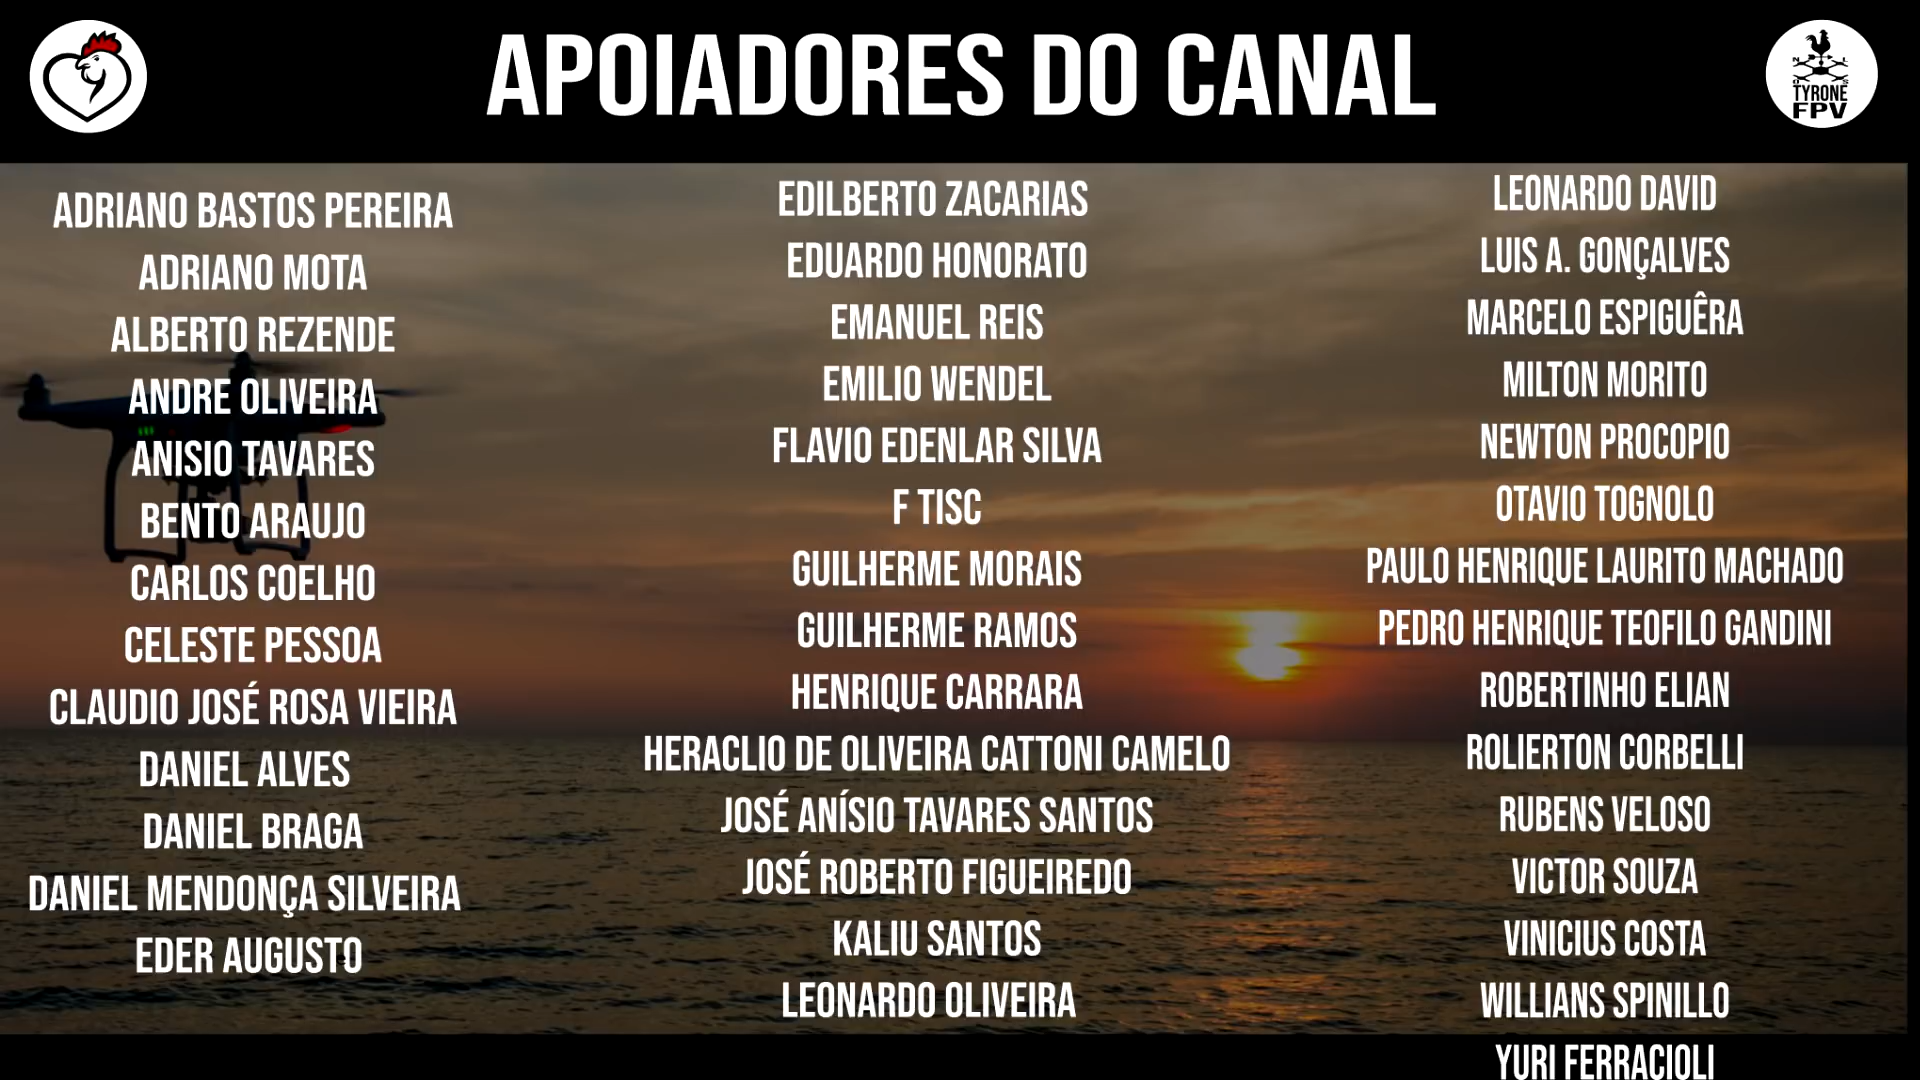 APOIADORES DO CANAL
N L
O S
TYRONE
FPV
ADRIANO BASTOS PEREIRA
ADRIANO MOTA
ALBERTO REZENDE
ANDRE OLIVEIRA
ANISIO TAVARES
BENTO ARAUJO
CARLOS COELHO
CELESTE PESSOA
CLAUDIO JOSÉ ROSA VIEIRA
DANIEL ALVES
DANIEL BRAGA
DANIEL MENDONÇA SILVEIRA
EDER AUGUSTO
EDILBERTO ZACARIAS
EDUARDO HONORATO
EMANUEL REIS
EMILIO WENDEL
FLAVIO EDENLAR SILVA
F TISC
GUILHERME MORAIS
GUILHERME RAMOS
HENRIQUE CARRARA
HERACLIO DE OLIVEIRA CATTONI CAMELO
JOSÉ ANÍSIO TAVARES SANTOS
JOSÉ ROBERTO FIGUEIREDO
KALIU SANTOS
LEONARDO OLIVEIRA
LEONARDO DAVID
LUIS A. GONÇALVES
MARCELO ESPIGUÊRA
MILTON MORITO
NEWTON PROCOPIO
OTAVIO TOGNOLO
PAULO HENRIQUE LAURITO MACHADO
PEDRO HENRIQUE TEOFILO GANDINI
ROBERTINHO ELIAN
ROLIERTON CORBELLI
RUBENS VELOSO
VICTOR SOUZA
VINICIUS COSTA
WILLIANS SPINILLO
YURI FERRACIOLI